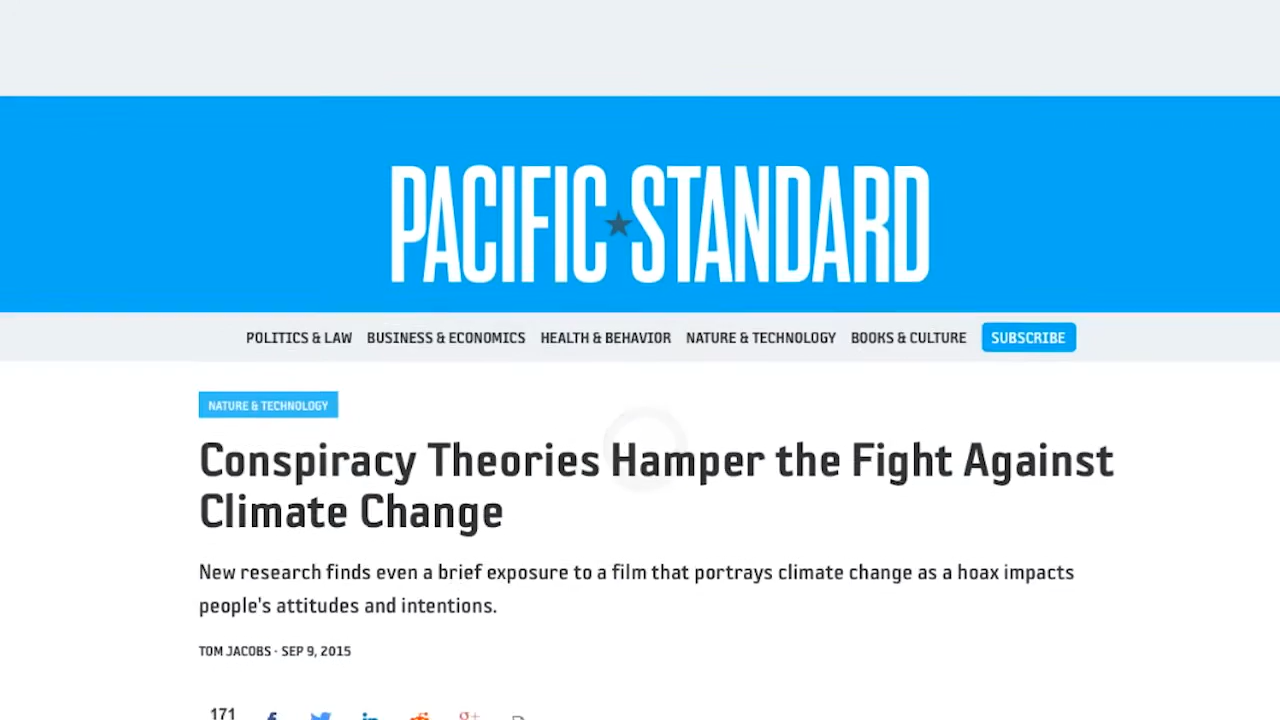 PACIFIC★STANDARD
POLITICS & LAW BUSINESS & ECONOMICS HEALTH & BEHAVIOR NATURE & TECHNOLOGY BOOKS & CULTURE SUBSCRIBE
NATURE & TECHNOLOGY
Conspiracy Theories Hamper the Fight Against
Climate Change
New research finds even a brief exposure to a film that portrays climate change as a hoax impacts
people's attitudes and intentions.
TOM JACOBS · SEP 9, 2015
171